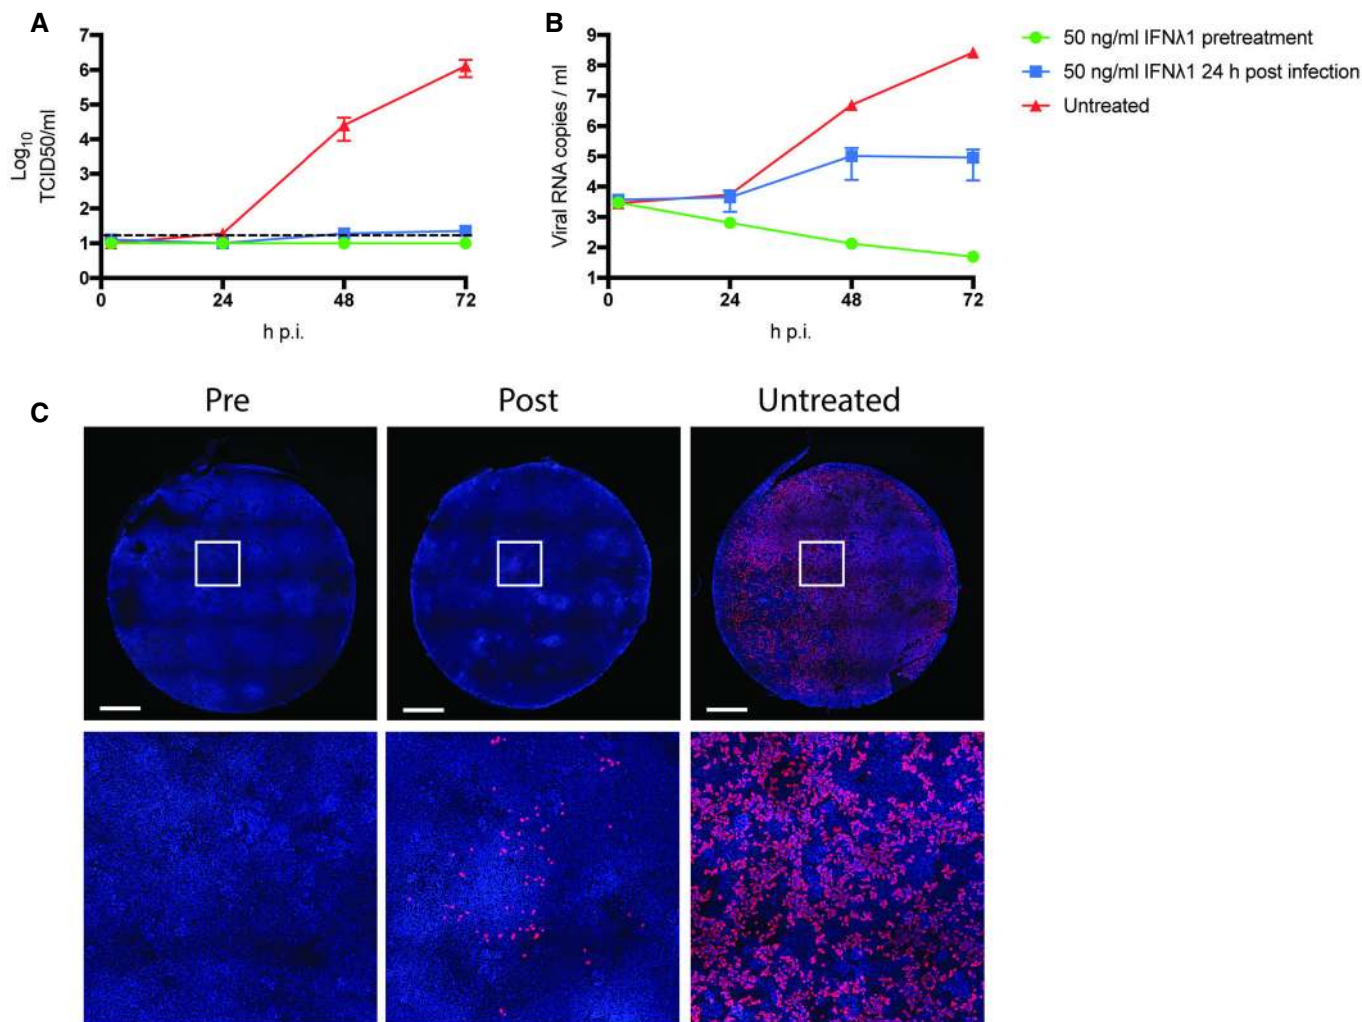 A
7
6
5
4
3
2
1
0
Log10
TCID50/ml
0 24 48 72
h p.i.
B
9
8
7
6
5
4
3
2
1
Viral RNA copies / ml
0 24 48 72
h p.i.
50 ng/ml IFNλ1 pretreatment
50 ng/ml IFNλ1 24 h post infection
Untreated
C
Pre Post Untreated